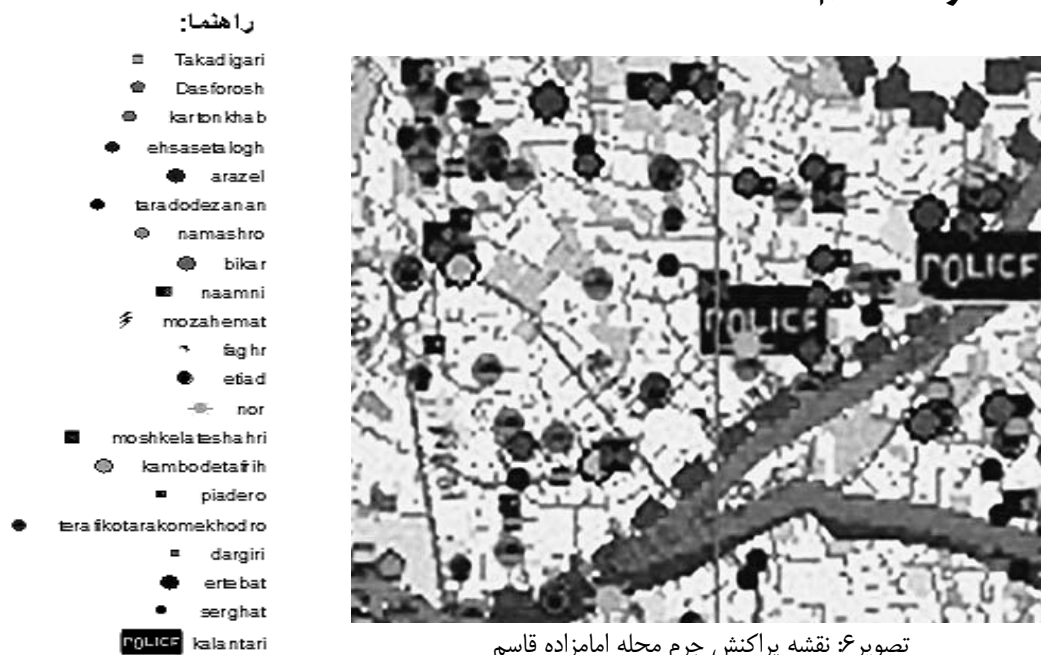 راهنما:
Takadigari
Dasforosh
kartonkhab
ehsasetalogh
arazel
taradodezanan
namashro
bikar
naamni
mozahemat
faghr
etiad
nor
moshkelateshahri
kambodetafrih
piadero
terafikotarakomekhodro
dargiri
ertebat
serghat
POLICE kalantari
POLICE
POLICE
تصویر۶: نقشه پراکنش جرم محله امامزاده قاسم